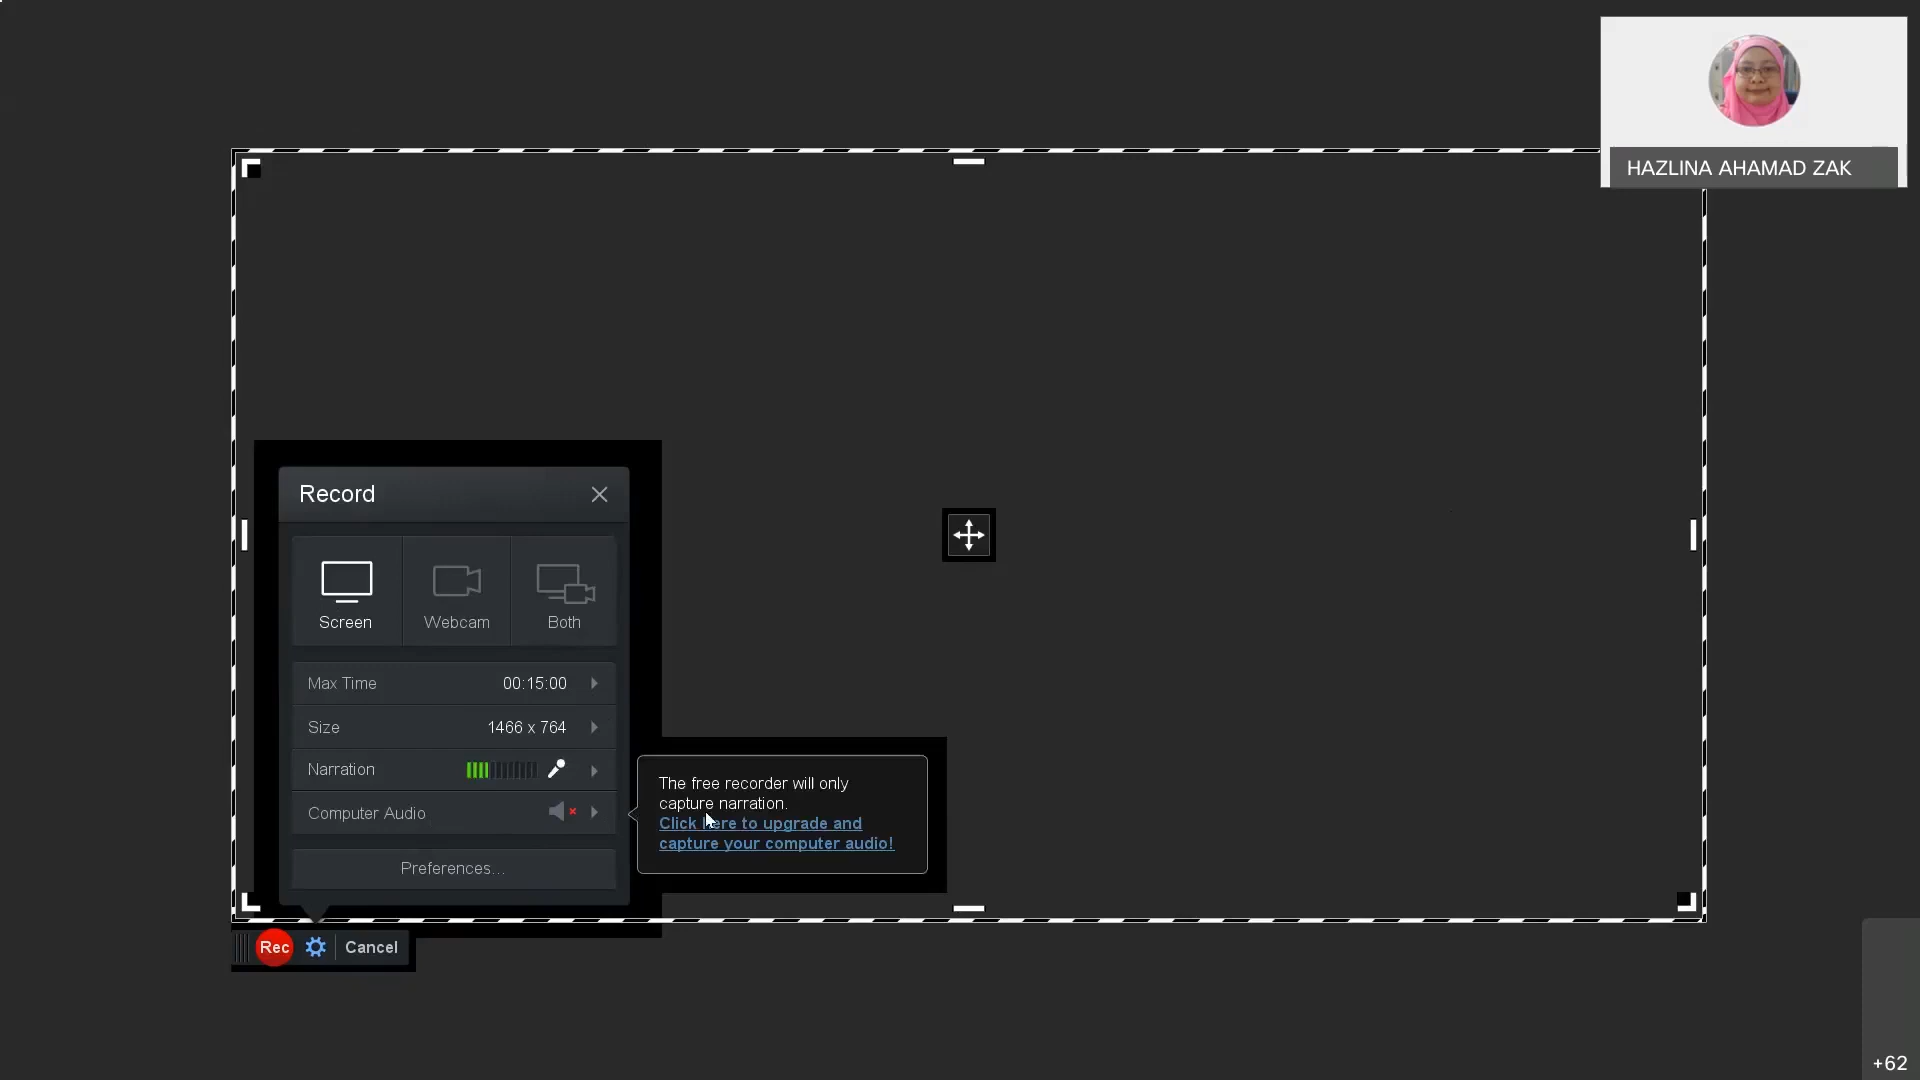 HAZLINA AHAMAD ZAK
Record
Screen
Webcam
Both
Max Time 00:15:00
Size 1466 x 764
Narration
Computer Audio
The free recorder will only
capture narration.
Click here to upgrade and
capture your computer audio!
Preferences...
Rec
Cancel
+62